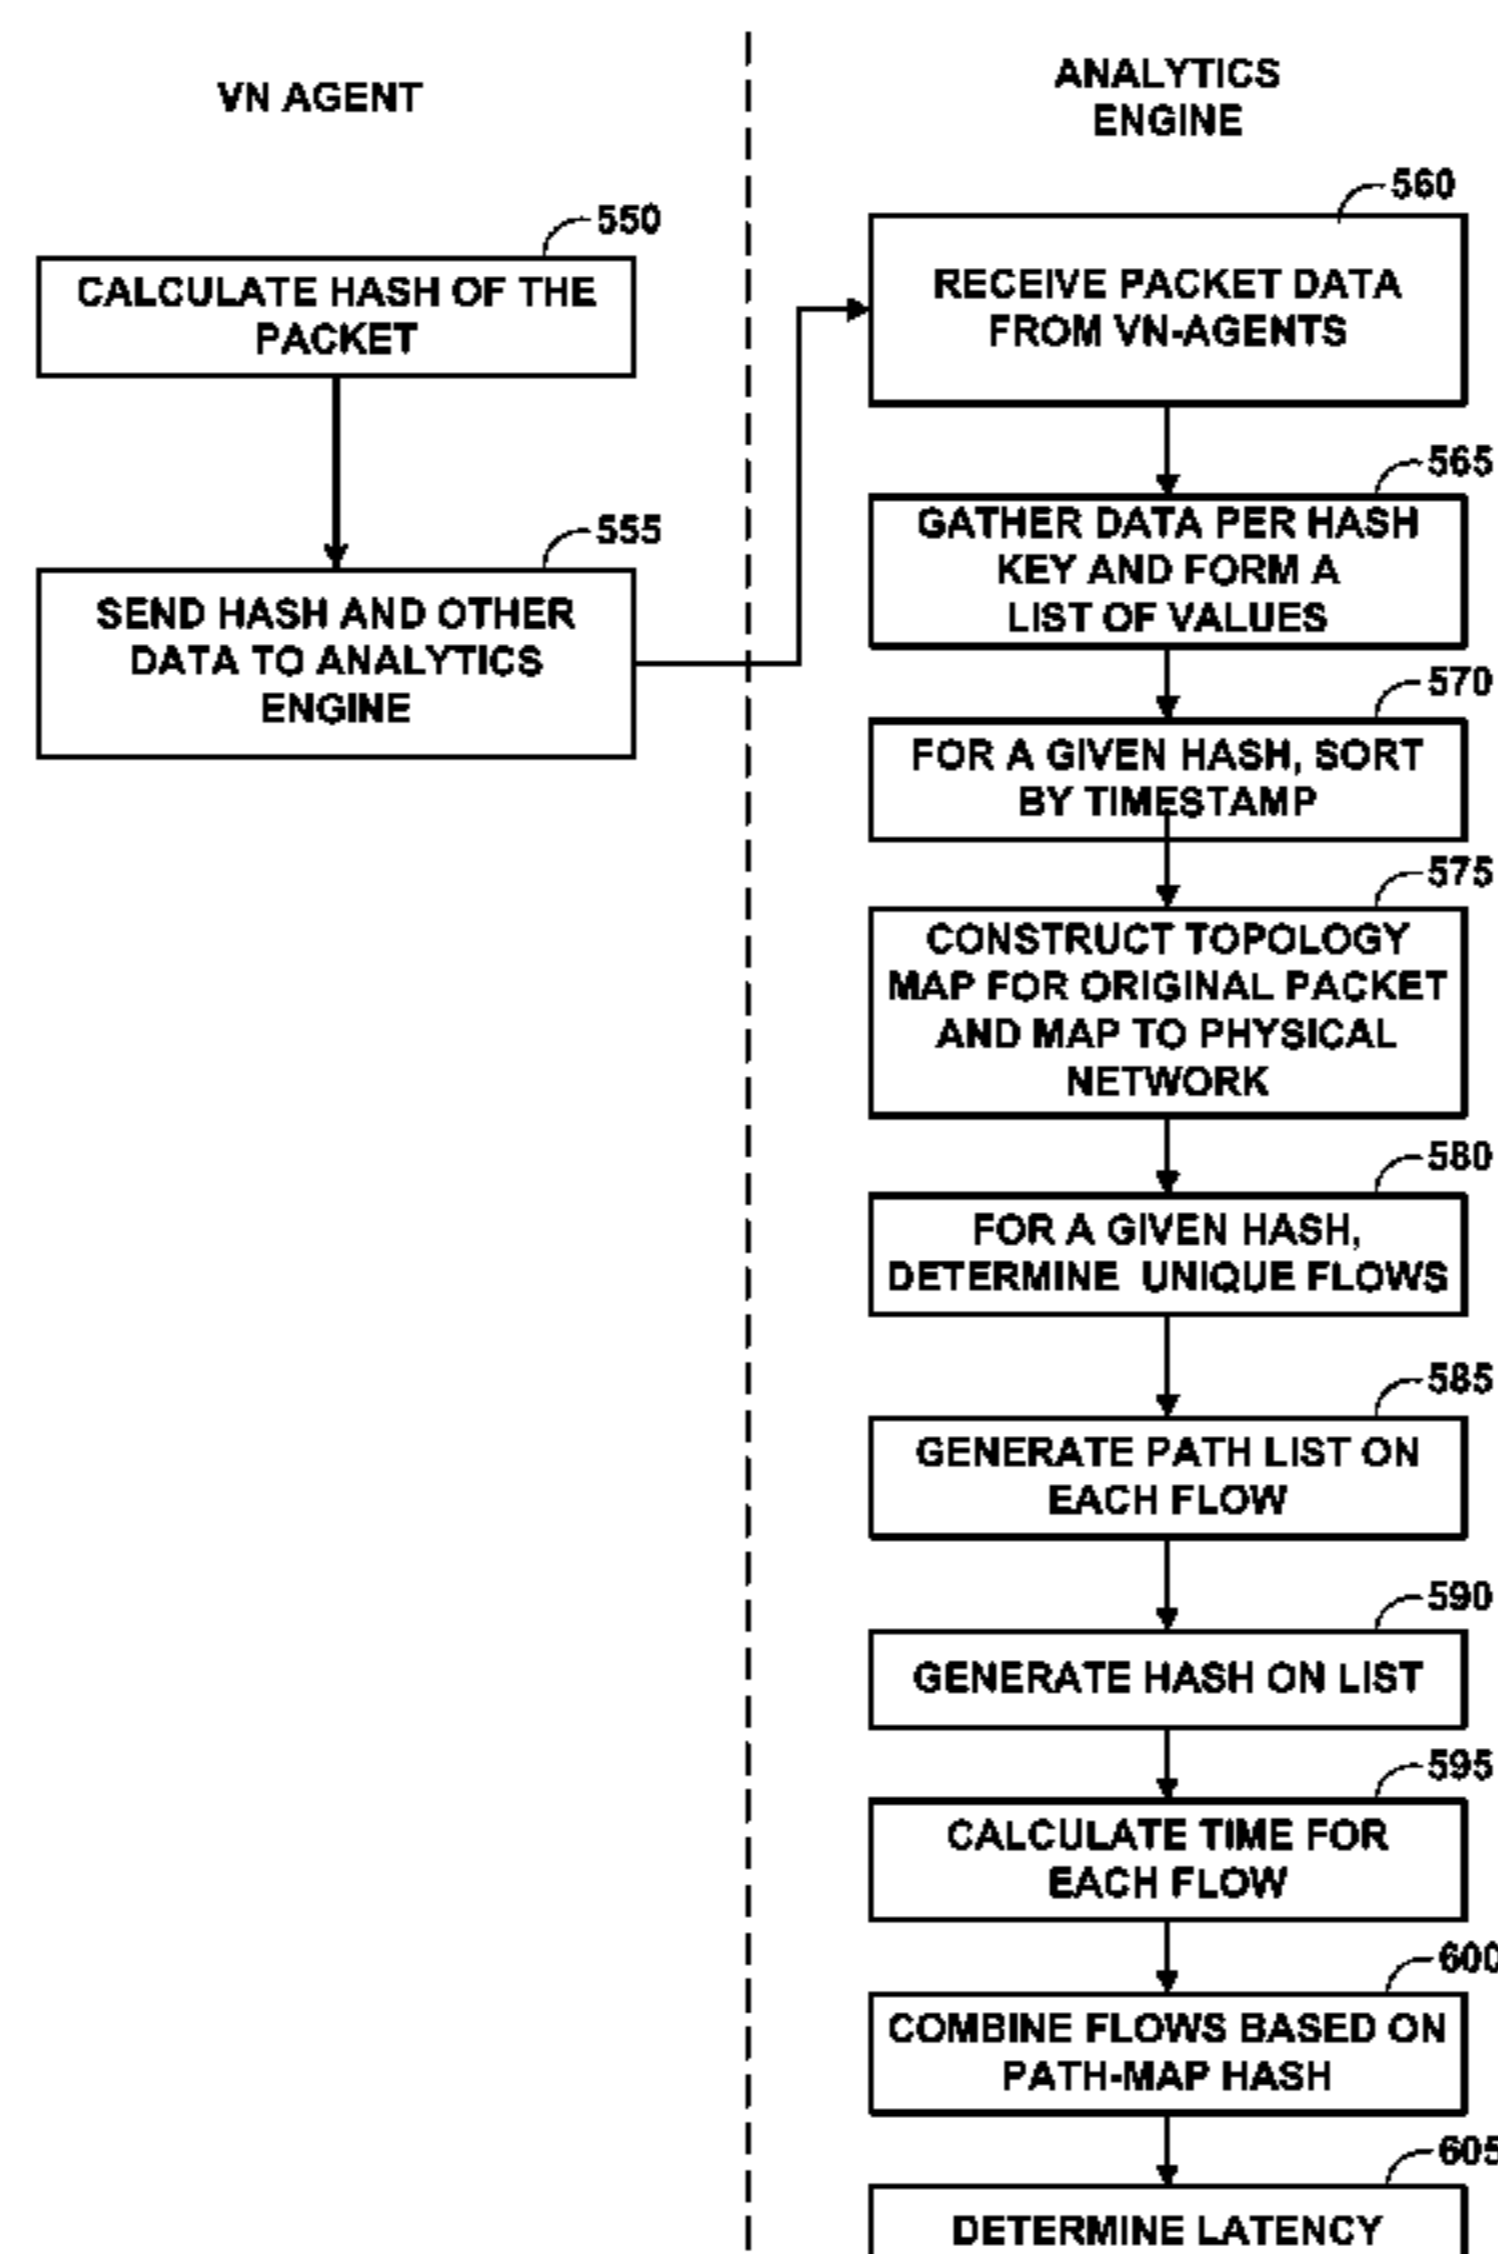 VN AGENT
550
CALCULATE HASH OF THE
PACKET
555
SEND HASH AND OTHER
DATA TO ANALYTICS
ENGINE
ANALYTICS
ENGINE
560
RECEIVE PACKET DATA
FROM VN-AGENTS
565
GATHER DATA PER HASH
KEY AND FORM A
LIST OF VALUES
570
FOR A GIVEN HASH, SORT
BY TIMESTAMP
575
CONSTRUCT TOPOLOGY
MAP FOR ORIGINAL PACKET
AND MAP TO PHYSICAL
NETWORK
580
FOR A GIVEN HASH,
DETERMINE UNIQUE FLOWS
585
GENERATE PATH LIST ON
EACH FLOW
590
GENERATE HASH ON LIST
595
CALCULATE TIME FOR
EACH FLOW
600
COMBINE FLOWS BASED ON
PATH-MAP HASH
605
DETERMINE LATENCY